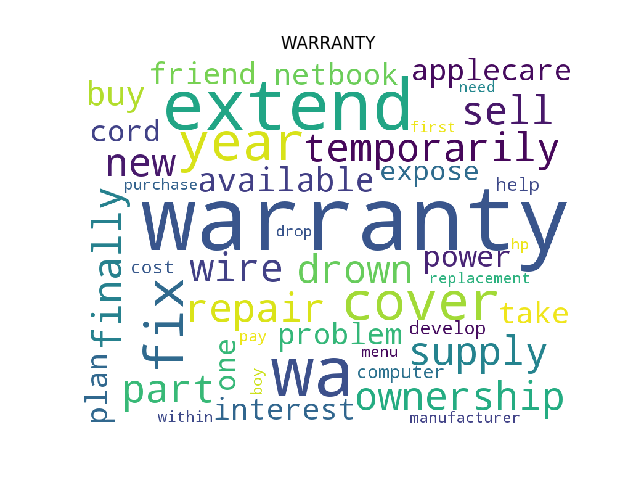 WARRANTY
friend netbook applecare
buy extend need sell
cord year first temporarily
new available expose
purchase help
finally warranty
drop hp
cost wire drown power
replacement
fix repair cover take
pay problem develop
plan one menu supply
boy wa computer
part ownership
within interest manufacturer